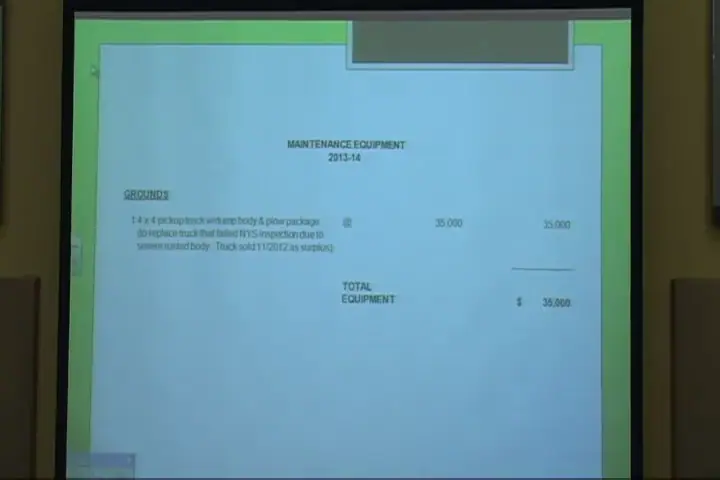 MAINTENANCE EQUIPMENT
2013-14
GROUNDS
1 4 x 4 pickup truck w/dump body & plow package @ 35,000 35,000
(to replace truck that failed NYS inspection due to
severe rusted body. Truck sold 11/2012 as surplus)
TOTAL
EQUIPMENT $ 35,000